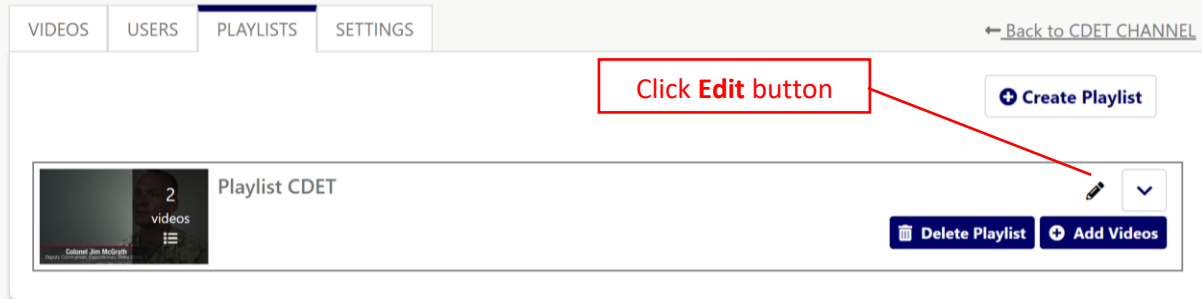 VIDEOS USERS PLAYLISTS SETTINGS
Back to CDET CHANNEL
Click Edit button
Create Playlist
Playlist CDET
2
videos
Colonel Jim McGrath
Delete Playlist Add Videos